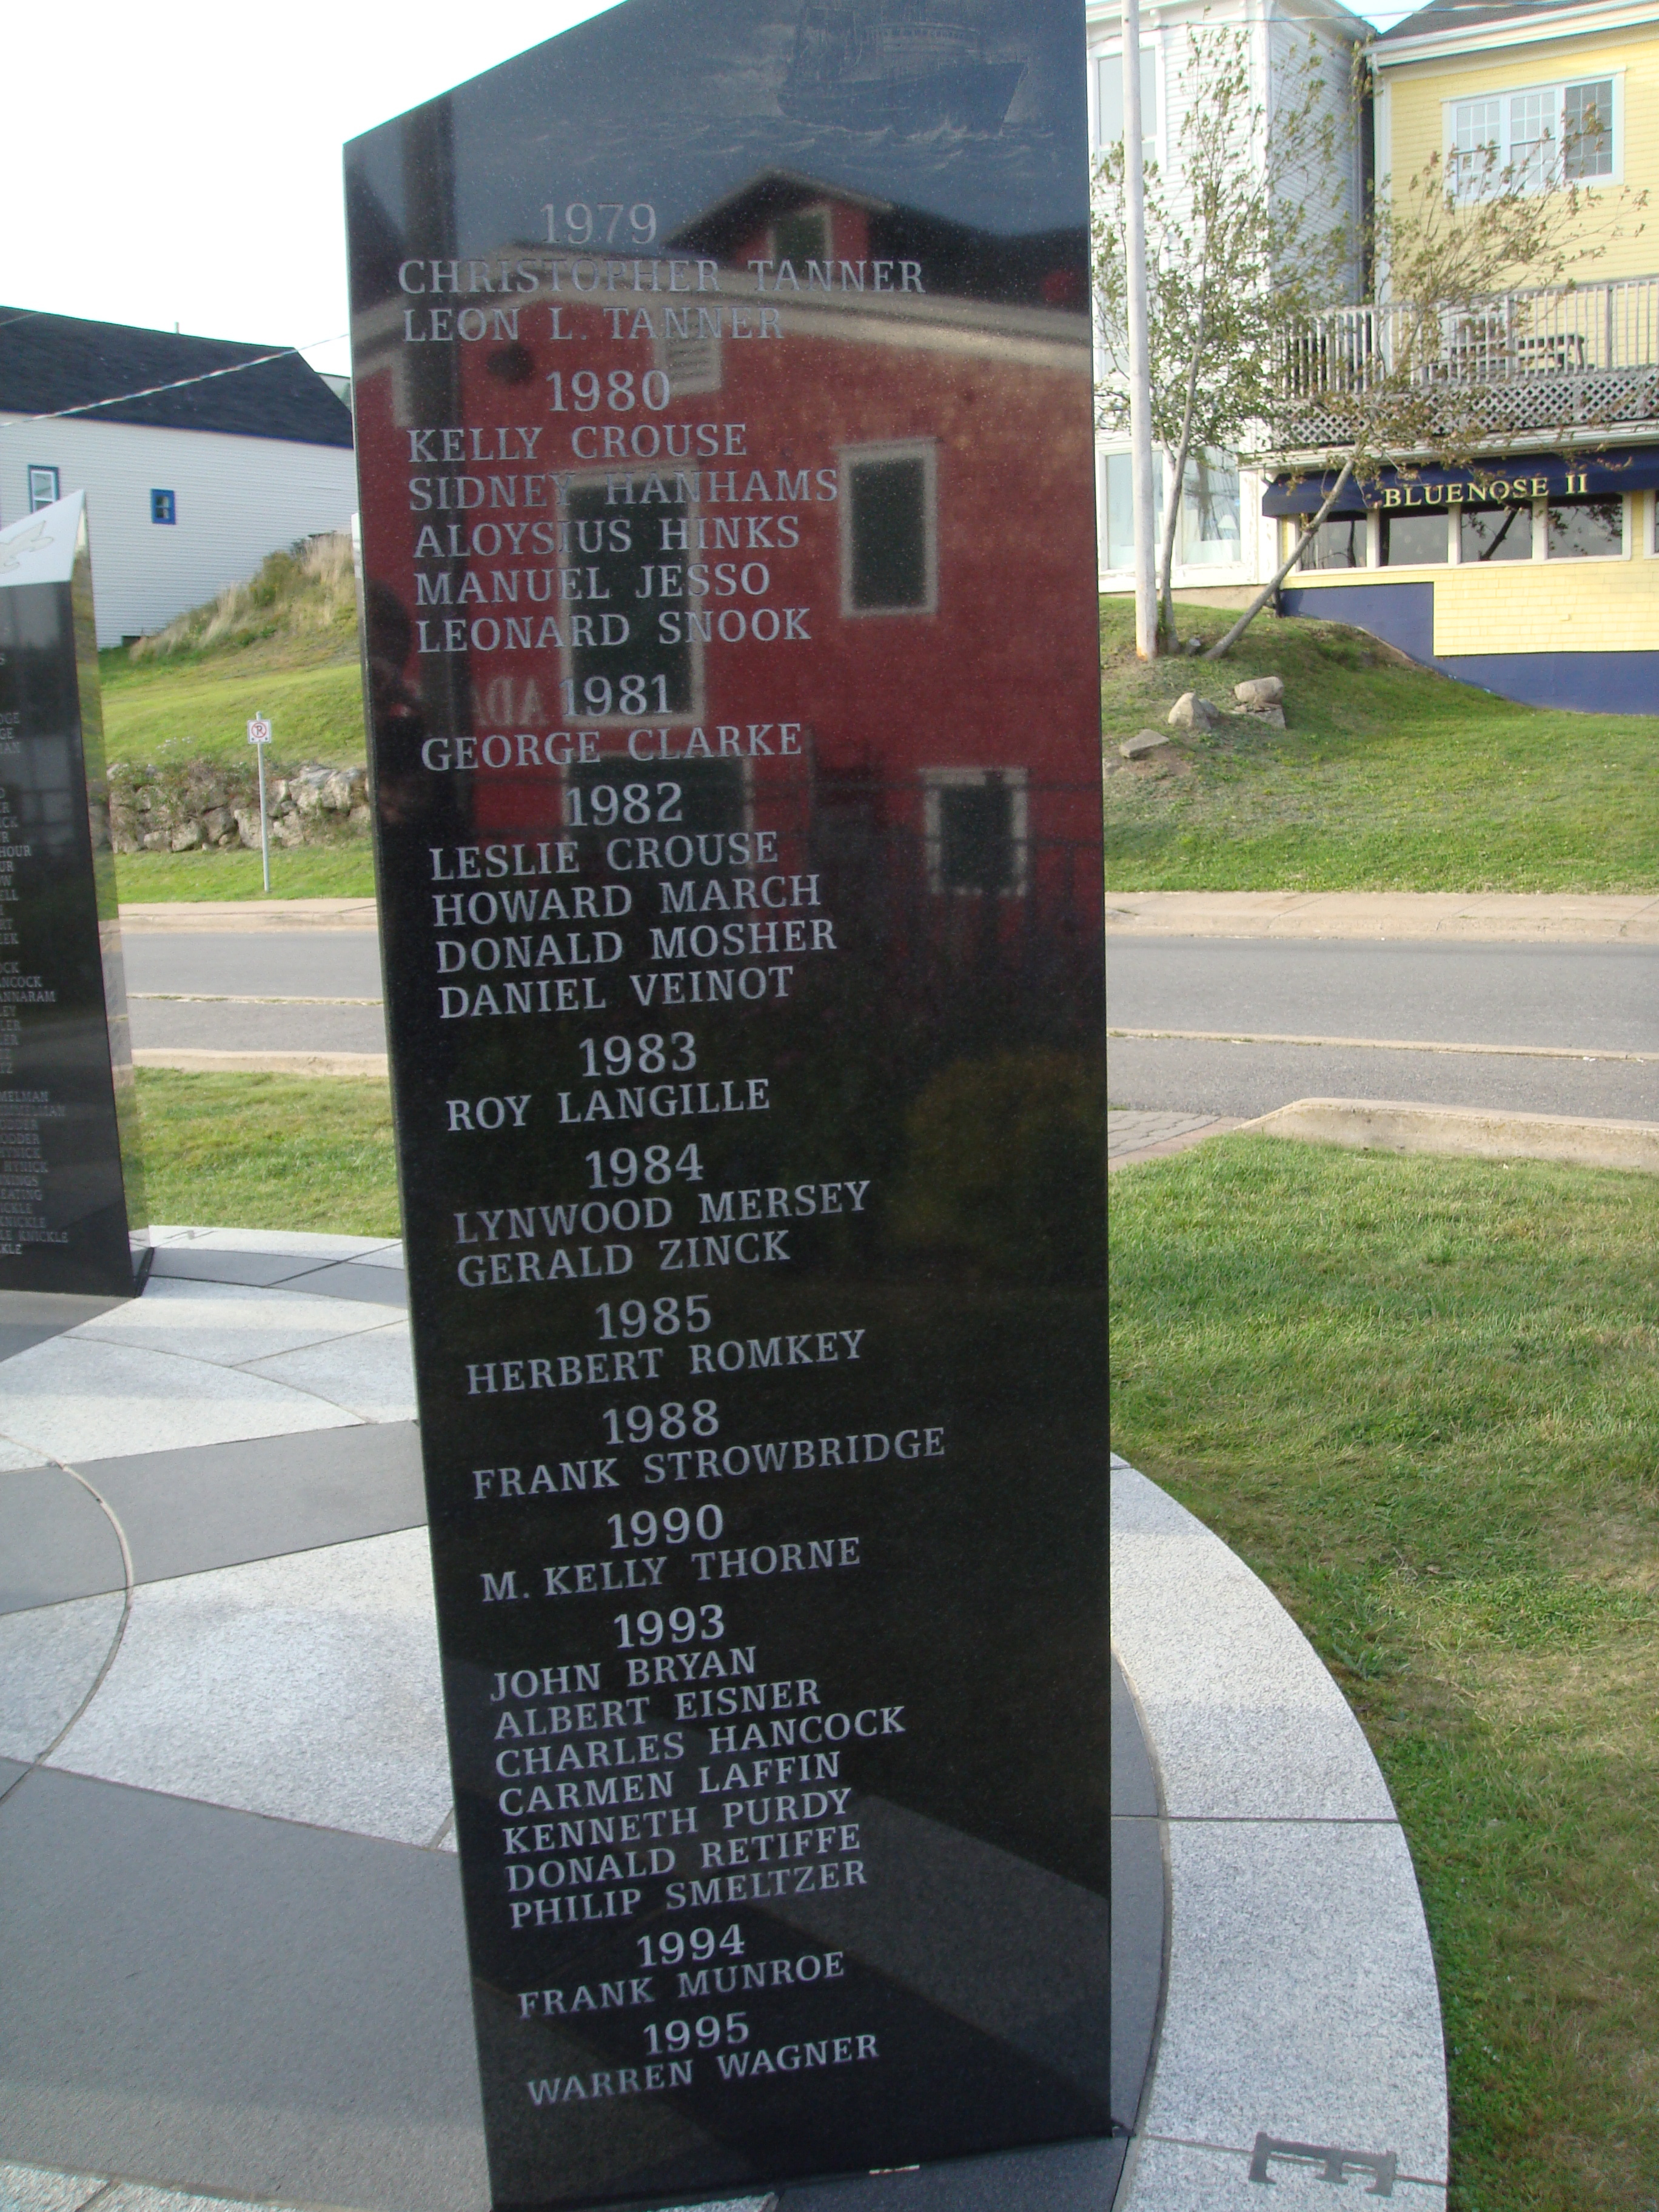 1979
CHRISTOPHER TANNER
LEON L. TANNER
1980
KELLY CROUSE
SIDNEY HANHAMS
ALOYSIUS HINKS
MANUEL JESSO
LEONARD SNOOK
1981
GEORGE CLARKE
1982
LESLIE CROUSE
HOWARD MARCH
DONALD MOSHER
DANIEL VEINOT
1983
ROY LANGILLE
1984
LYNWOOD MERSEY
GERALD ZINCK
1985
HERBERT ROMKEY
1988
FRANK STROWBRIDGE
1990
M. KELLY THORNE
1993
JOHN BRYAN
ALBERT EISNER
CHARLES HANCOCK
CARMEN LAFFIN
KENNETH PURDY
DONALD RETIFFE
PHILIP SMELTZER
1994
FRANK MUNROE
1995
WARREN WAGNER
BLUENOSE II
E
KNICKLE